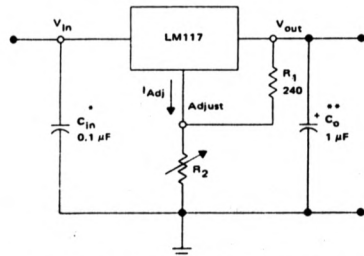 Vin
LM117
Vout
IAdj
Adjust
R1
240
*
Cin
0.1 µF
R2
**
+ Co
1 µF